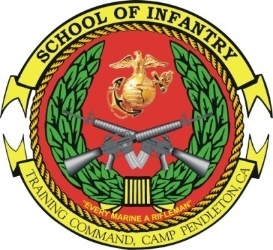 SCHOOL OF INFANTRY
"EVERY MARINE A RIFLEMAN"
TRAINING COMMAND, CAMP PENDLETON CA